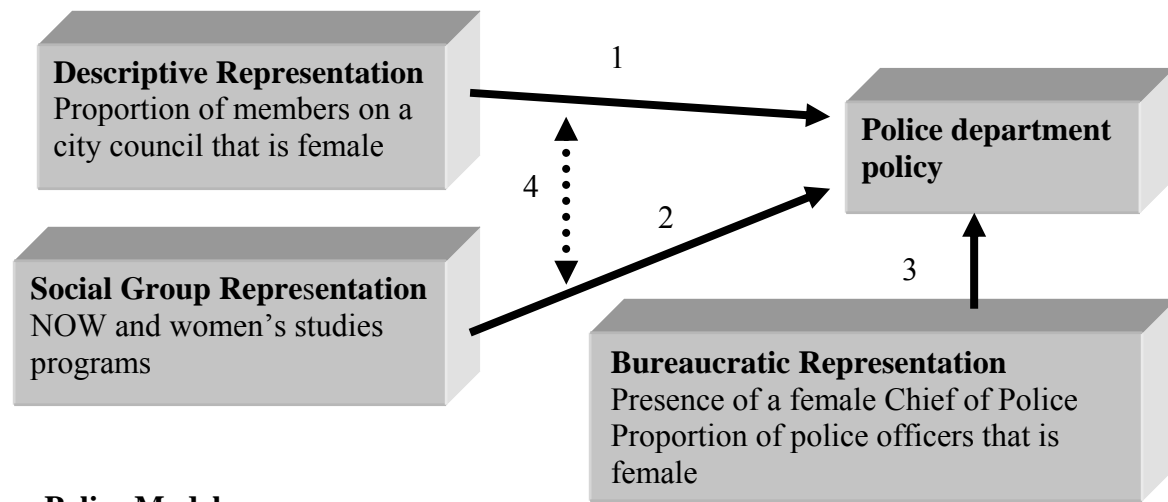 Descriptive Representation
Proportion of members on a
city council that is female
1
Police department
policy
4
2
Social Group Representation
NOW and women's studies
programs
3
Bureaucratic Representation
Presence of a female Chief of Police
Proportion of police officers that is
female